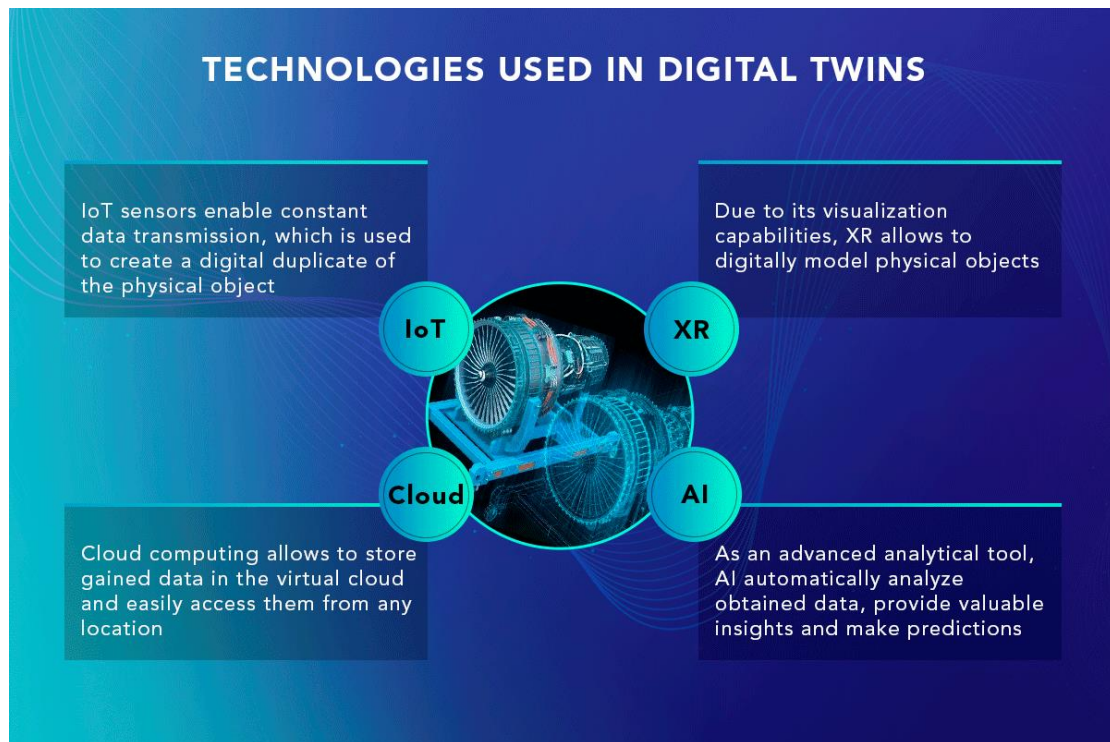 TECHNOLOGIES USED IN DIGITAL TWINS
IoT sensors enable constant
data transmission, which is used
to create a digital duplicate of
the physical object
Due to its visualization
capabilities, XR allows to
digitally model physical objects
IoT
XR
Cloud
AI
Cloud computing allows to store
gained data in the virtual cloud
and easily access them from any
location
As an advanced analytical tool,
AI automatically analyze
obtained data, provide valuable
insights and make predictions